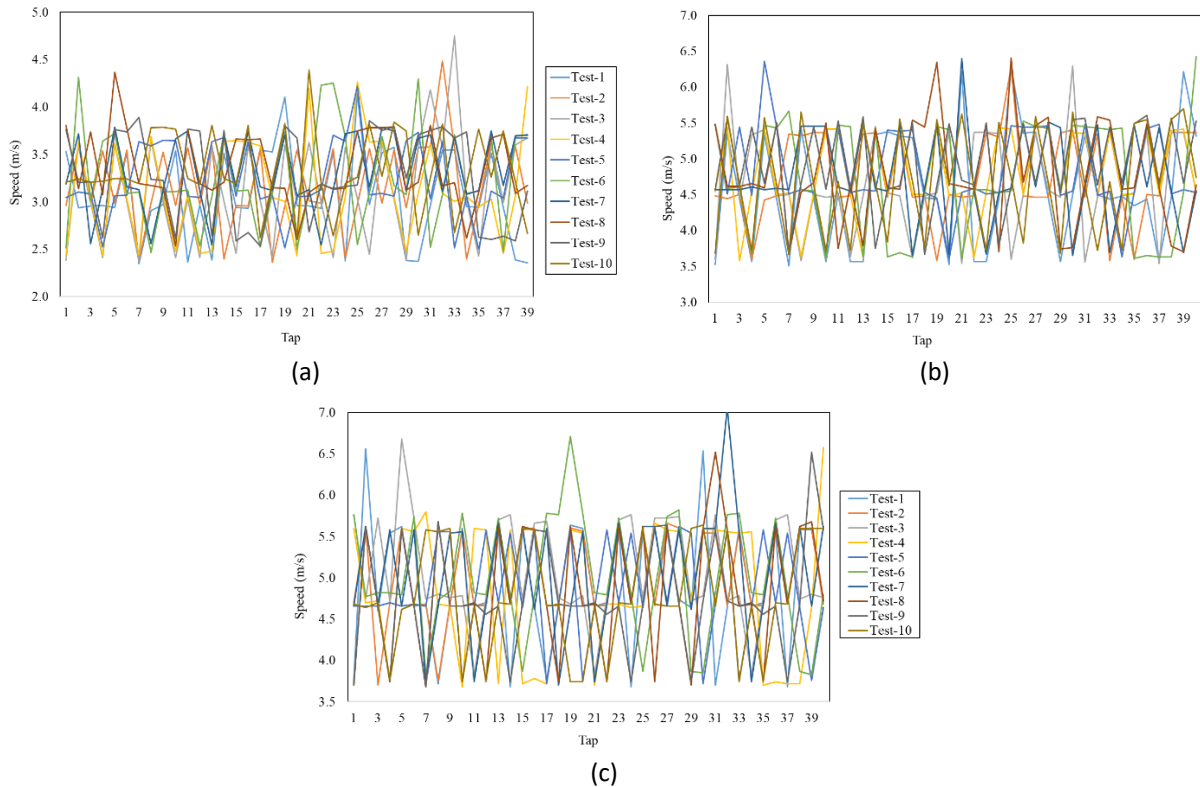 5.0
4.5
4.0
3.5
3.0
2.5
2.0
Speed (m/s)
1 3 5 7 9 11 13 15 17 19 21 23 25 27 29 31 33 35 37 39
Tap
Test-1
Test-2
Test-3
Test-4
Test-5
Test-6
Test-7
Test-8
Test-9
Test-10
(a)
7.0
6.5
6.0
5.5
5.0
4.5
4.0
3.5
3.0
Speed (m/s)
1 3 5 7 9 11 13 15 17 19 21 23 25 27 29 31 33 35 37 39
Tap
(b)
7.0
6.5
6.0
5.5
5.0
4.5
4.0
3.5
Speed (m/s)
1 3 5 7 9 11 13 15 17 19 21 23 25 27 29 31 33 35 37 39
Tap
Test-1
Test-2
Test-3
Test-4
Test-5
Test-6
Test-7
Test-8
Test-9
Test-10
(c)